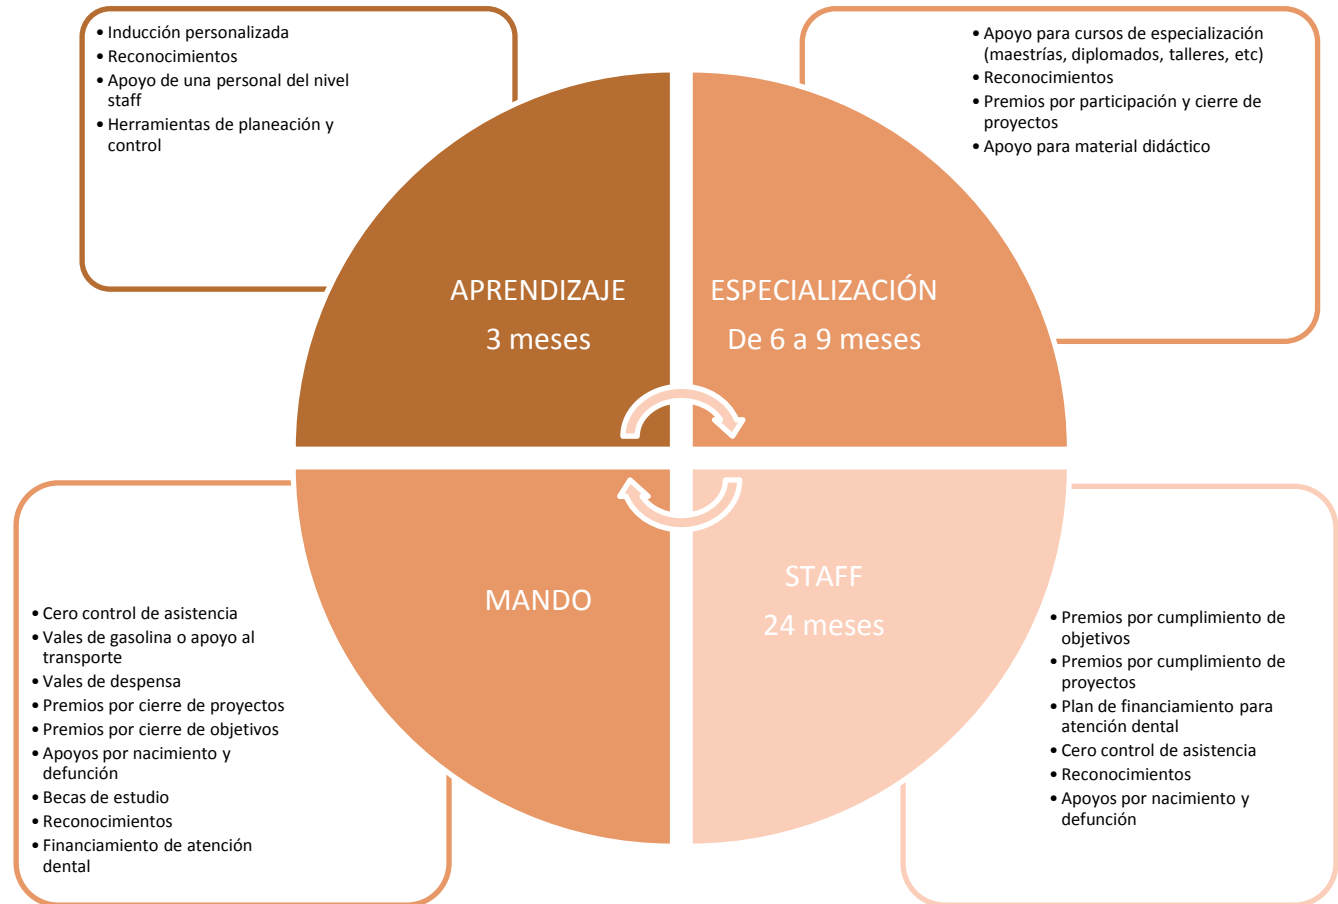 • Inducción personalizada
• Reconocimientos
• Apoyo de una personal del nivel
staff
• Herramientas de planeación y
control
• Apoyo para cursos de especialización
(maestrías, diplomados, talleres, etc)
• Reconocimientos
• Premios por participación y cierre de
proyectos
• Apoyo para material didáctico
APRENDIZAJE
3 meses
ESPECIALIZACIÓN
De 6 a 9 meses
MANDO
STAFF
24 meses
• Cero control de asistencia
• Vales de gasolina o apoyo al
transporte
• Vales de despensa
• Premios por cierre de proyectos
• Premios por cierre de objetivos
• Apoyos por nacimiento y
defunción
• Becas de estudio
• Reconocimientos
• Financiamiento de atención
dental
• Premios por cumplimiento de
objetivos
• Premios por cumplimiento de
proyectos
• Plan de financiamiento para
atención dental
• Cero control de asistencia
• Reconocimientos
• Apoyos por nacimiento y
defunción